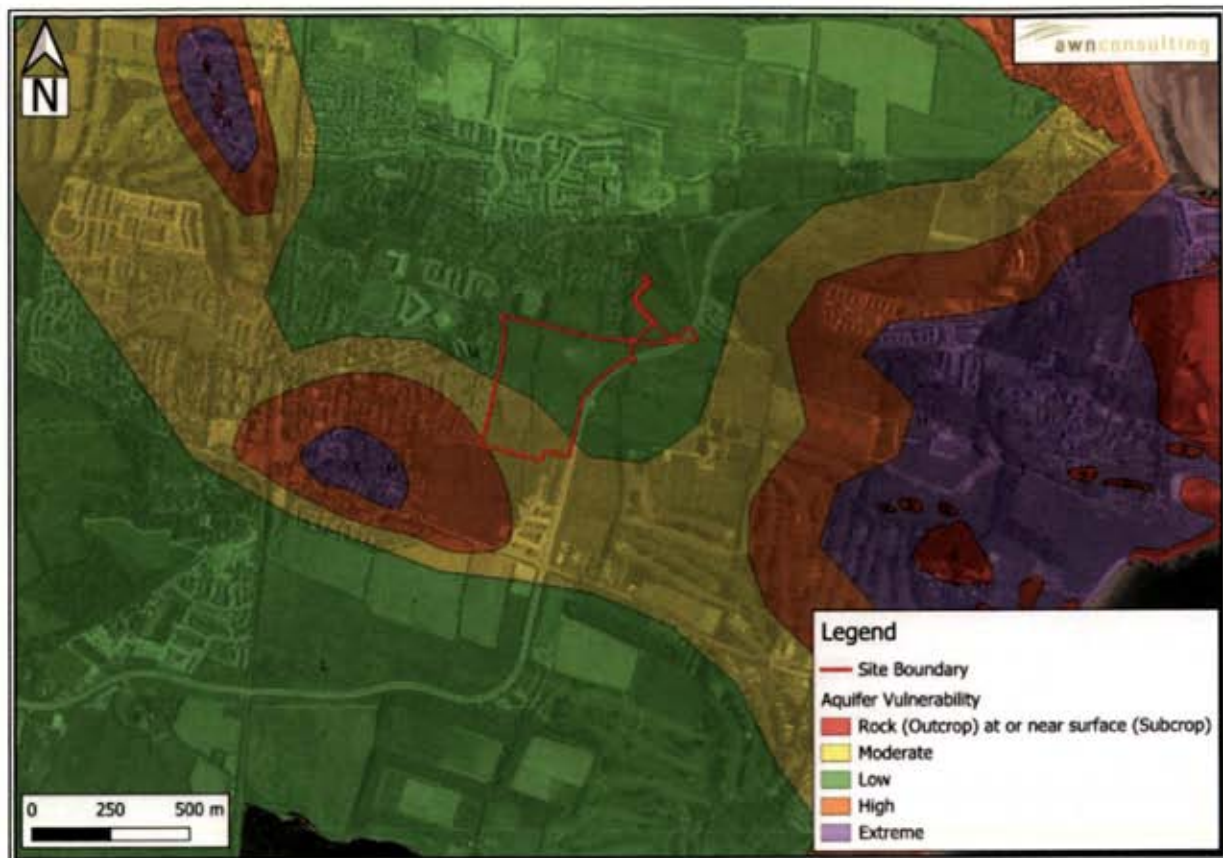 awnconsulting
N
Legend
Site Boundary
Aquifer Vulnerability
Rock (Outcrop) at or near surface (Subcrop)
Moderate
Low
High
Extreme
0 250 500 m